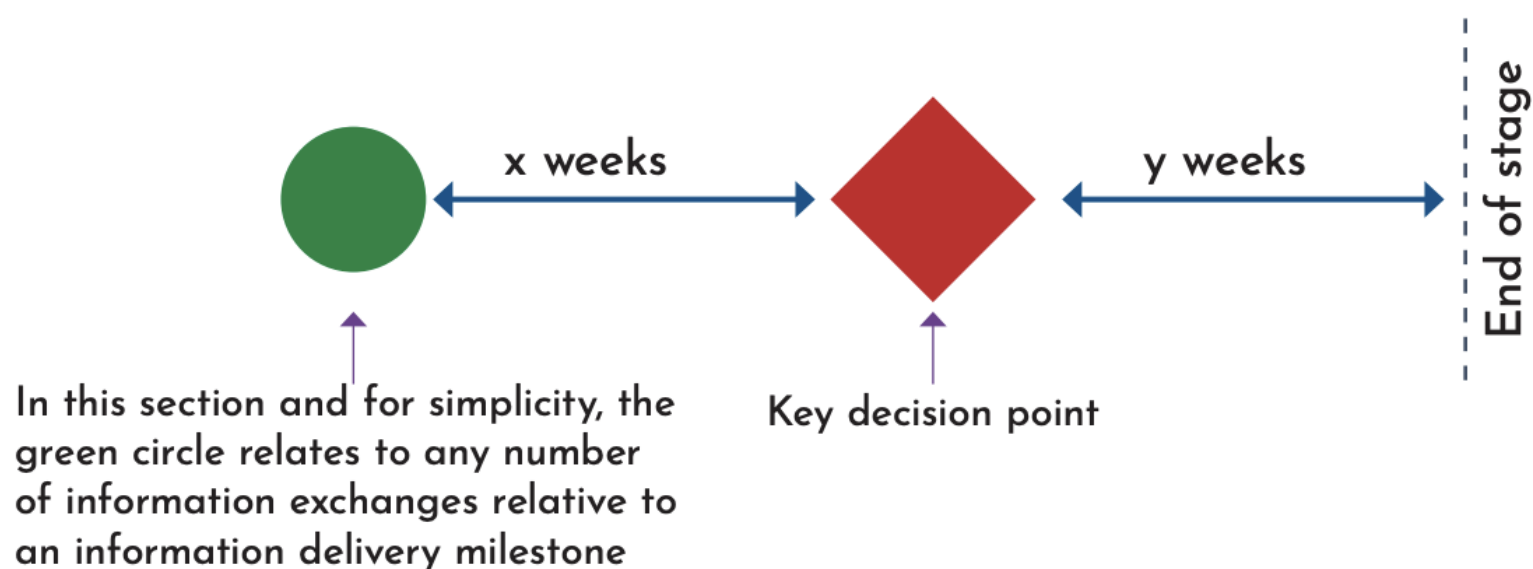 x weeks
y weeks
End of stage
In this section and for simplicity, the
green circle relates to any number
of information exchanges relative to
an information delivery milestone
Key decision point